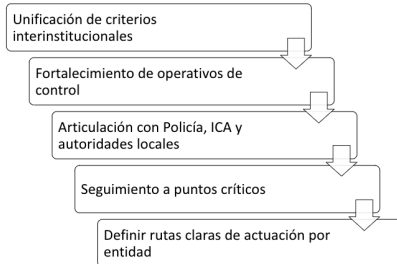 Unificación de criterios
interinstitucionales
Fortalecimiento de operativos de
control
Articulación con Policía, ICA y
autoridades locales
Seguimiento a puntos críticos
Definir rutas claras de actuación por
entidad